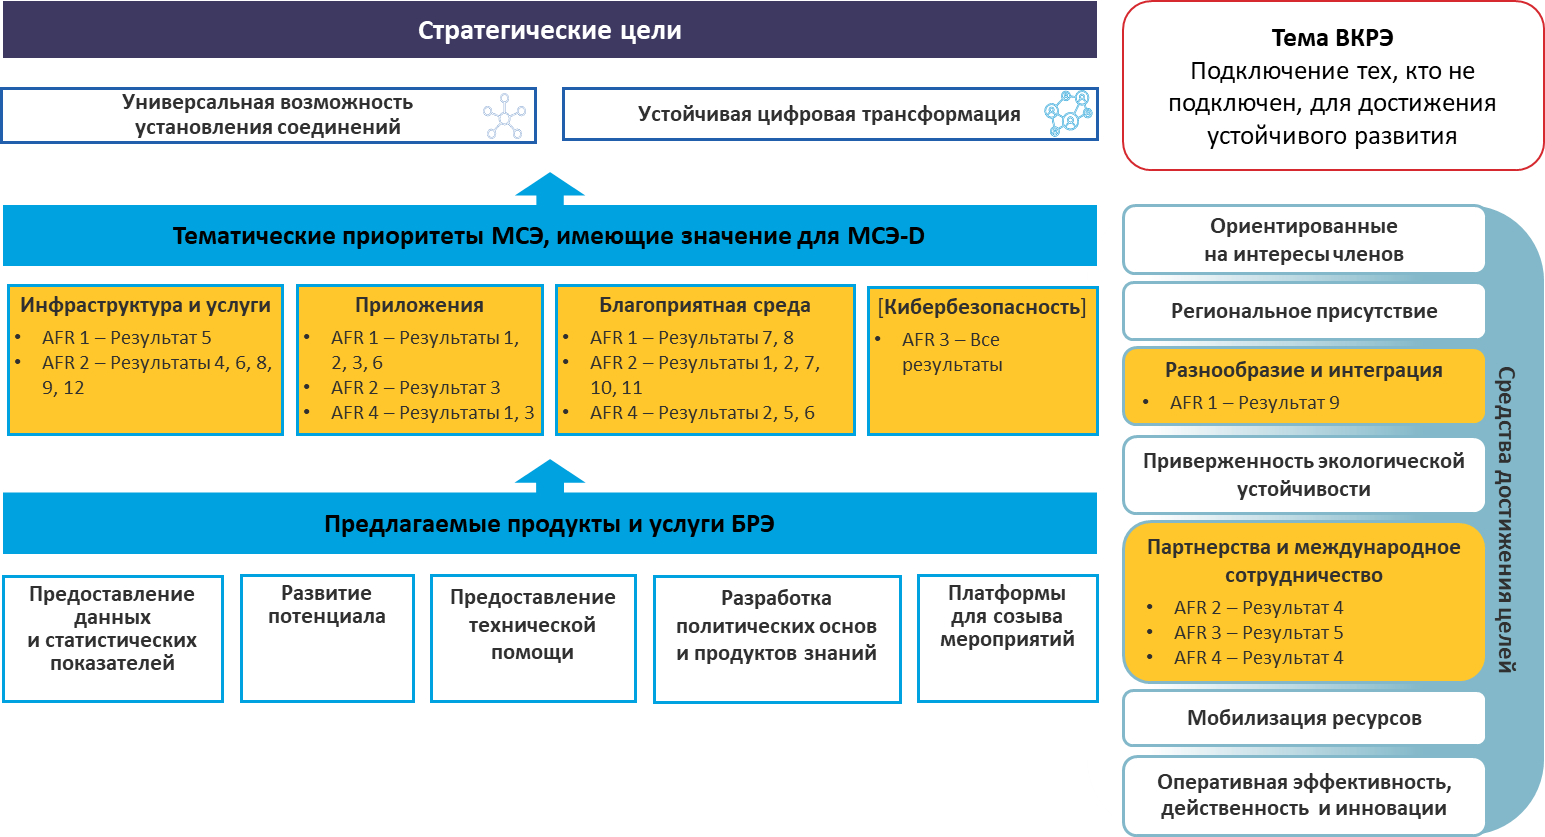 Стратегические цели
Универсальная возможность
установления соединений
Устойчивая цифровая трансформация
Тема ВКРЭ
Подключение тех, кто не
подключен, для достижения
устойчивого развития
Тематические приоритеты МСЭ, имеющие значение для МСЭ-D
Инфраструктура и услуги
• AFR 1 – Результат 5
• AFR 2 – Результаты 4, 6, 8,
9, 12
Приложения
• AFR 1 – Результаты 1,
2, 3, 6
• AFR 2 – Результат 3
• AFR 4 – Результаты 1, 3
Благоприятная среда
• AFR 1 – Результаты 7, 8
• AFR 2 – Результаты 1, 2, 7,
10, 11
• AFR 4 – Результаты 2, 5, 6
[Кибербезопасность]
• AFR 3 – Все
результаты
Предлагаемые продукты и услуги БРЭ
Предоставление
данных
и статистических
показателей
Развитие
потенциала
Предоставление
технической
помощи
Разработка
политических основ
и продуктов знаний
Платформы
для созыва
мероприятий
Ориентированные
на интересы членов
Региональное присутствие
Разнообразие и интеграция
• AFR 1 – Результат 9
Приверженность экологической
устойчивости
Партнерства и международное
сотрудничество
• AFR 2 – Результат 4
• AFR 3 – Результат 5
• AFR 4 – Результат 4
Мобилизация ресурсов
Оперативная эффективность,
действенность и инновации
Средства достижения целей